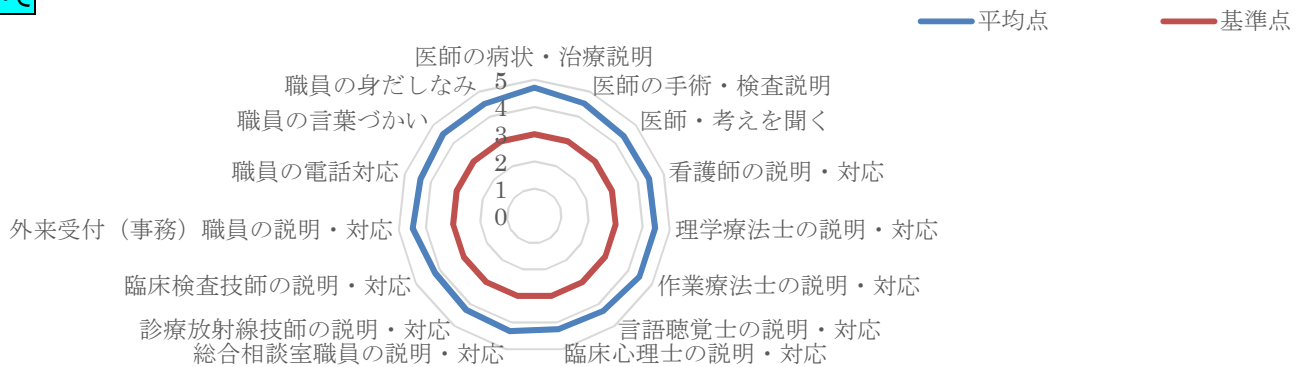 平均点
基準点
医師の病状・治療説明
医師の手術・検査説明
医師・考えを聞く
看護師の説明・対応
理学療法士の説明・対応
作業療法士の説明・対応
言語聴覚士の説明・対応
臨床心理士の説明・対応
総合相談室職員の説明・対応
診療放射線技師の説明・対応
臨床検査技師の説明・対応
外来受付（事務）職員の説明・対応
職員の電話対応
職員の言葉づかい
職員の身だしなみ
5
4
3
2
1
0